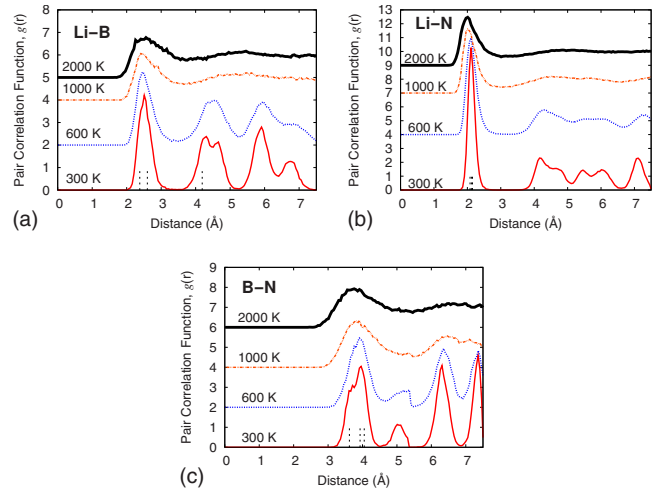 Li–B
Pair Correlation Function, g(r)
8
7
6
5
4
3
2
1
0
2000 K
1000 K
600 K
300 K
0 1 2 3 4 5 6 7
Distance (Å)
(a)
Li–N
Pair Correlation Function, g(r)
13
12
11
10
9
8
7
6
5
4
3
2
1
0
2000 K
1000 K
600 K
300 K
0 1 2 3 4 5 6 7
Distance (Å)
(b)
B–N
Pair Correlation Function, g(r)
9
8
7
6
5
4
3
2
1
0
2000 K
1000 K
600 K
300 K
0 1 2 3 4 5 6 7
Distance (Å)
(c)